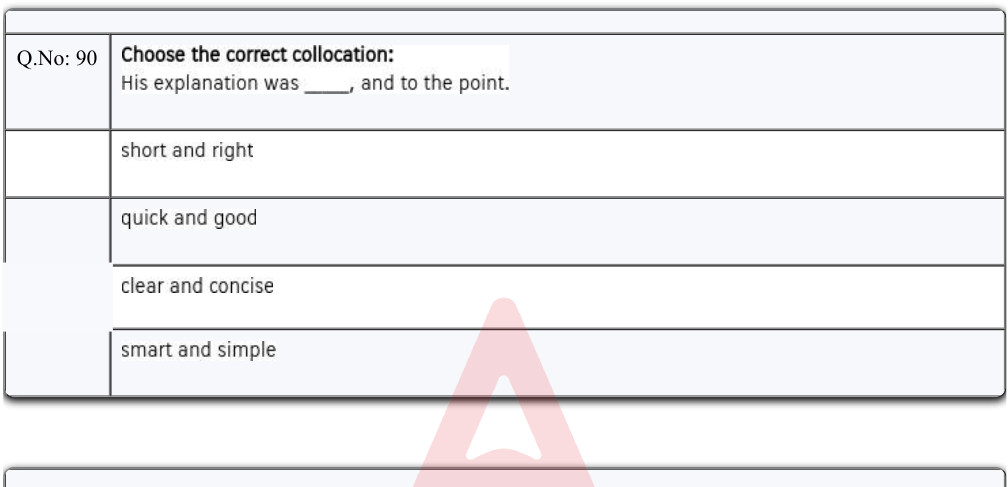 Q.No: 90
Choose the correct collocation:
His explanation was _____, and to the point.
short and right
quick and good
clear and concise
smart and simple